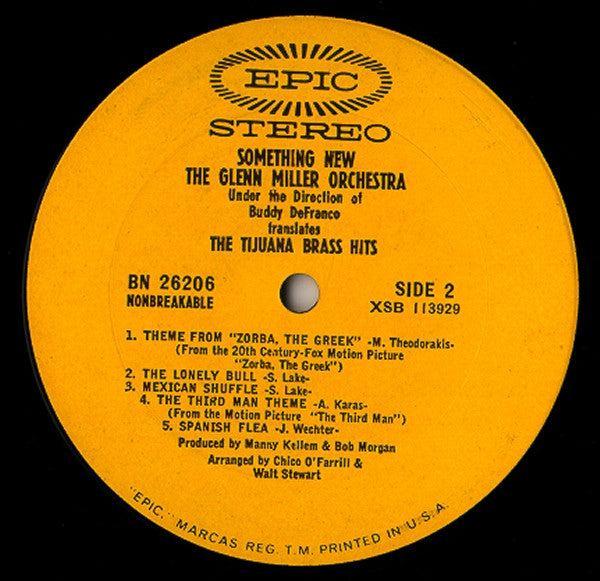 EPIC
STEREO
SOMETHING NEW
THE GLENN MILLER ORCHESTRA
Under the Direction of
Buddy DeFranco
translates
THE TIJUANA BRASS HITS
BN 26206
NONBREAKABLE
SIDE 2
XSB 113929
1. THEME FROM "ZORBA, THE GREEK" -M. Theodorakis-
(From the 20th Century-Fox Motion Picture
"Zorba, The Greek")
2. THE LONELY BULL -S. Lake-
3. MEXICAN SHUFFLE -S. Lake-
4. THE THIRD MAN THEME -A. Karas-
(From the Motion Picture "The Third Man")
5. SPANISH FLEA -J. Wechter-
Produced by Manny Kellem & Bob Morgan
Arranged by Chico O'Farrill &
Walt Stewart
"EPIC," MARCAS REG. T.M. PRINTED IN U.S.A.